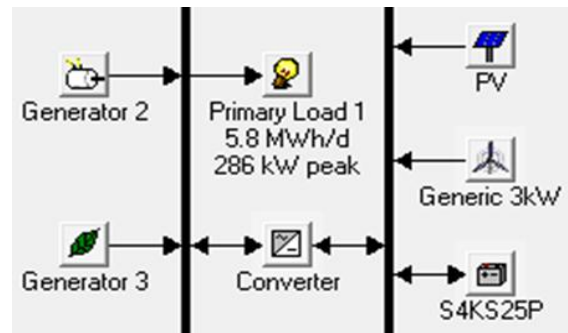 Generator 2
Primary Load 1
5.8 MWh/d
286 kW peak
PV
Generic 3kW
Generator 3
Converter
S4KS25P